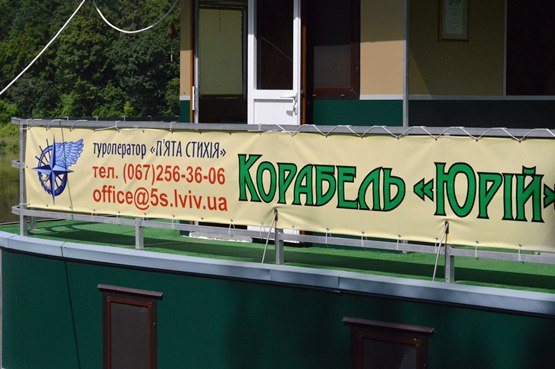 туроператор «П'ЯТА СТИХІЯ»
тел. (067)256-36-06
office@5s.lviv.ua
КОРАБЕЛЬ «ЮРІЙ»